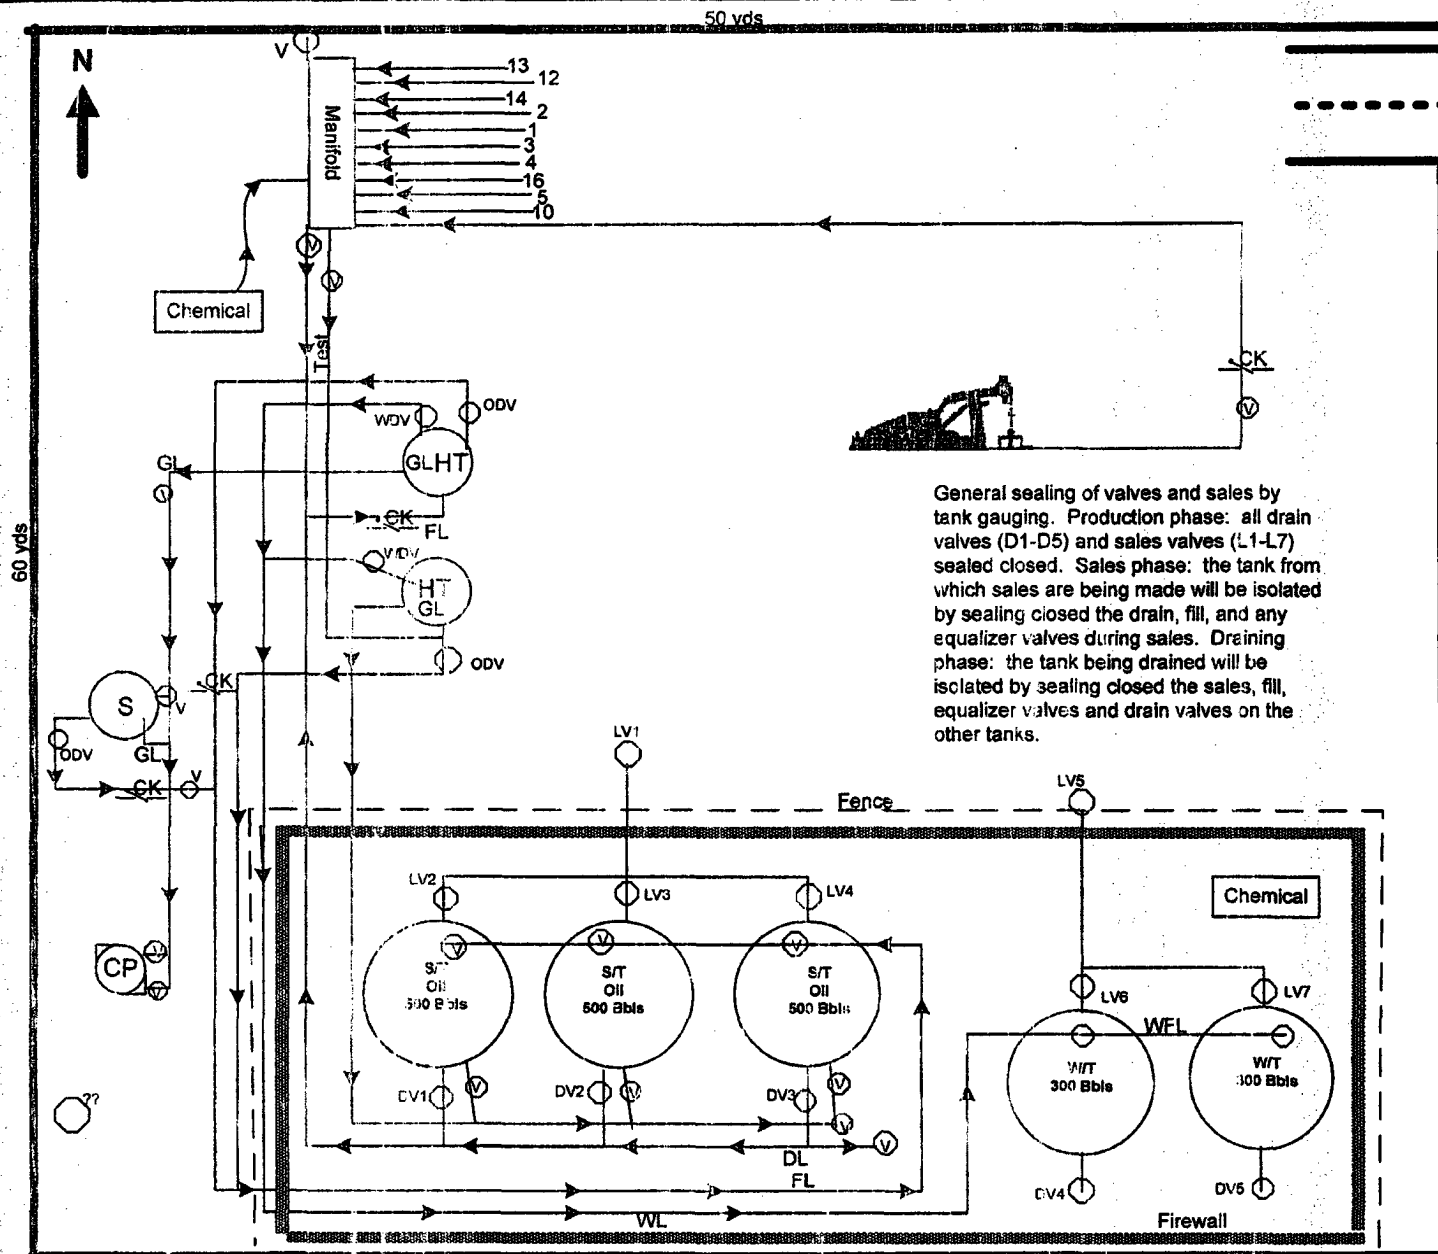 50 yds
N
V
Manifold
13
12
14
2
1
3
4
16
5
10
V
V
Chemical
Test
CK
V
ODV
WDV
GL HT
GL
CK
FL
WDV
HT
GL
ODV
60 yds
General sealing of valves and sales by
tank gauging. Production phase: all drain
valves (D1-D5) and sales valves (L1-L7)
sealed closed. Sales phase: the tank from
which sales are being made will be isolated
by sealing closed the drain, fill, and any
equalizer valves during sales. Draining
phase: the tank being drained will be
isolated by sealing closed the sales, fill,
equalizer valves and drain valves on the
other tanks.
CK
S
V
GL
ODV
CK
V
LV1
LV5
Fence
LV2
LV3
LV4
Chemical
V
V
V
CP
V
V
S/T
Oil
500 Bbls
S/T
Oil
500 Bbls
S/T
Oil
500 Bbls
LV6
LV7
WFL
W/T
300 Bbls
W/T
300 Bbls
??
DV1
V
DV2
V
DV3
V
V
V
DL
FL
DV4
DV5
WL
Firewall